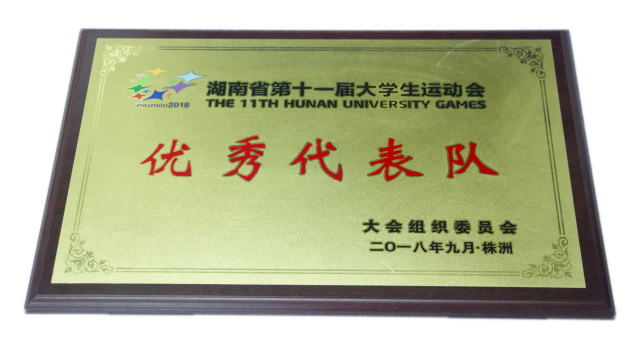 湖南省第十一届大学生运动会
THE 11TH HUNAN UNIVERSITY GAMES
ZHUZHOU2018
优秀代表队
大会组织委员会
二〇一八年九月·株洲